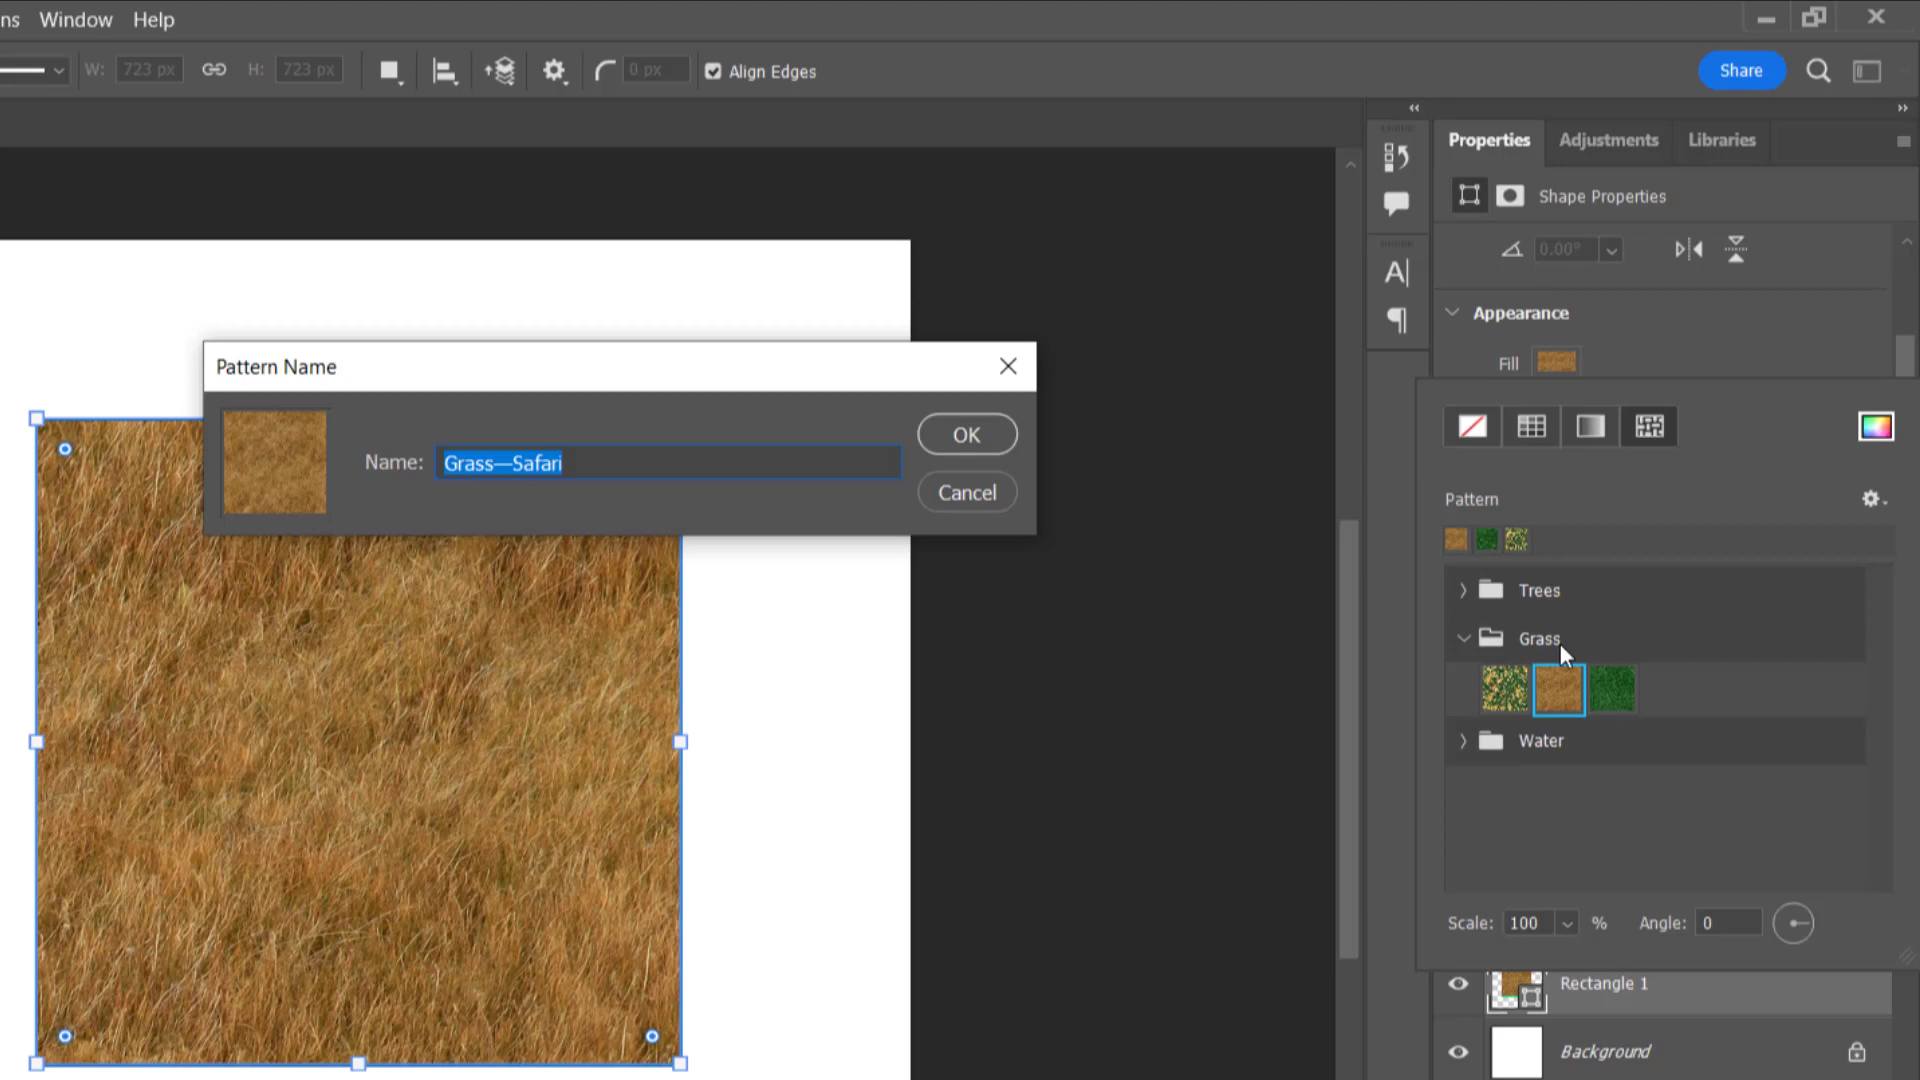 ns Window Help
W: 723 px H: 723 px 0 px Align Edges
Share
Properties Adjustments Libraries
Shape Properties
0.00°
Appearance
Fill
Pattern Name
Name: Grass—Safari
OK
Cancel
Pattern
Trees
Grass
Water
Scale: 100 % Angle: 0
Rectangle 1
Background